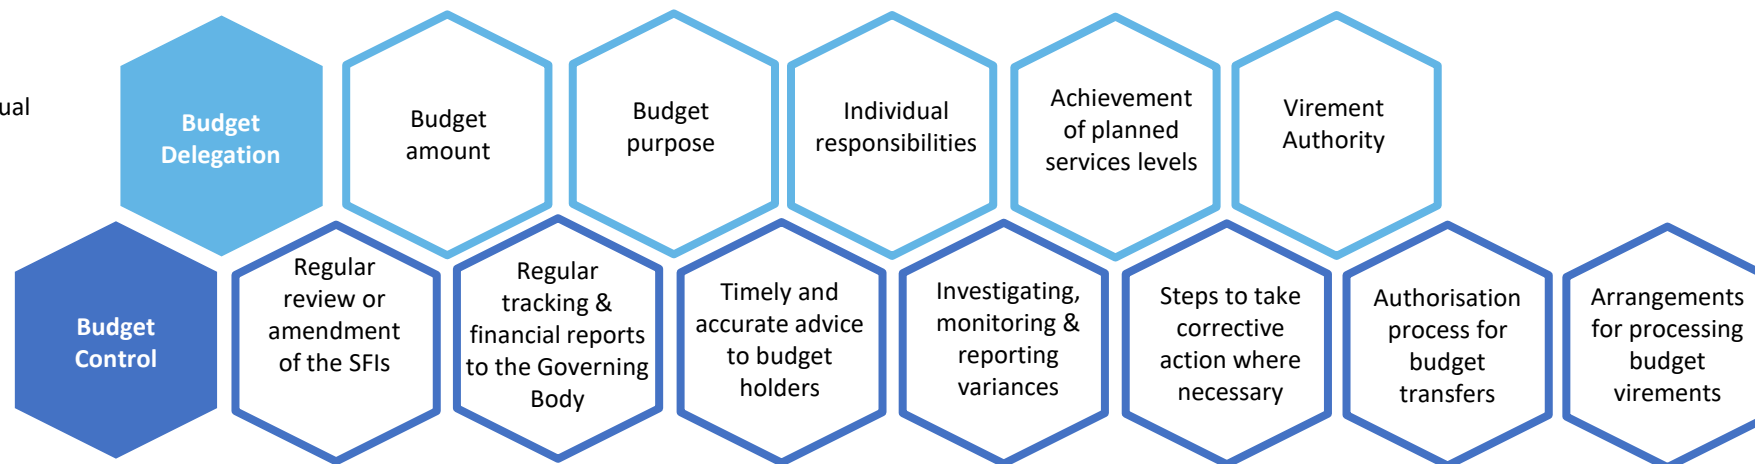 ual
Budget
Delegation
Budget
amount
Budget
purpose
Individual
responsibilities
Achievement
of planned
services levels
Virement
Authority
Budget
Control
Regular
review or
amendment
of the SFIs
Regular
tracking &
financial reports
to the Governing
Body
Timely and
accurate advice
to budget
holders
Investigating,
monitoring &
reporting
variances
Steps to take
corrective
action where
necessary
Authorisation
process for
budget
transfers
Arrangements
for processing
budget
virements